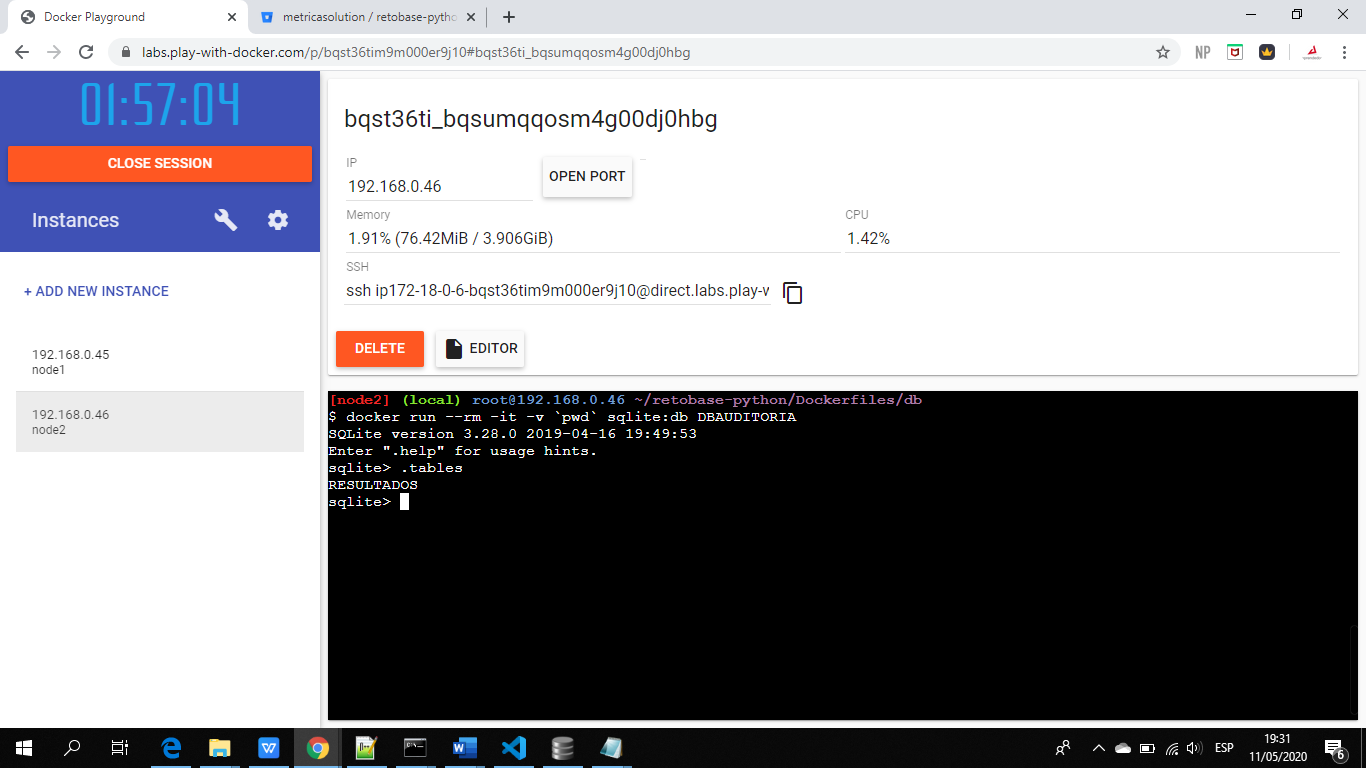 Docker Playground
metricasolution / retobase-pytho
labs.play-with-docker.com/p/bqst36tim9m000er9j10#bqst36ti_bqsumqqosm4g00dj0hbg
NP
01:57:04
CLOSE SESSION
Instances
+ ADD NEW INSTANCE
192.168.0.45
node1
192.168.0.46
node2
bqst36ti_bqsumqqosm4g00dj0hbg
IP
192.168.0.46
OPEN PORT
Memory
1.91% (76.42MiB / 3.906GiB)
CPU
1.42%
SSH
ssh ip172-18-0-6-bqst36tim9m000er9j10@direct.labs.play-w
DELETE
EDITOR
[node2] (local) root@192.168.0.46 ~/retobase-python/Dockerfiles/db
$ docker run --rm -it -v `pwd` sqlite:db DBAUDITORIA
SQLite version 3.28.0 2019-04-16 19:49:53
Enter ".help" for usage hints.
sqlite> .tables
RESULTADOS
sqlite>
ESP
19:31
11/05/2020
6